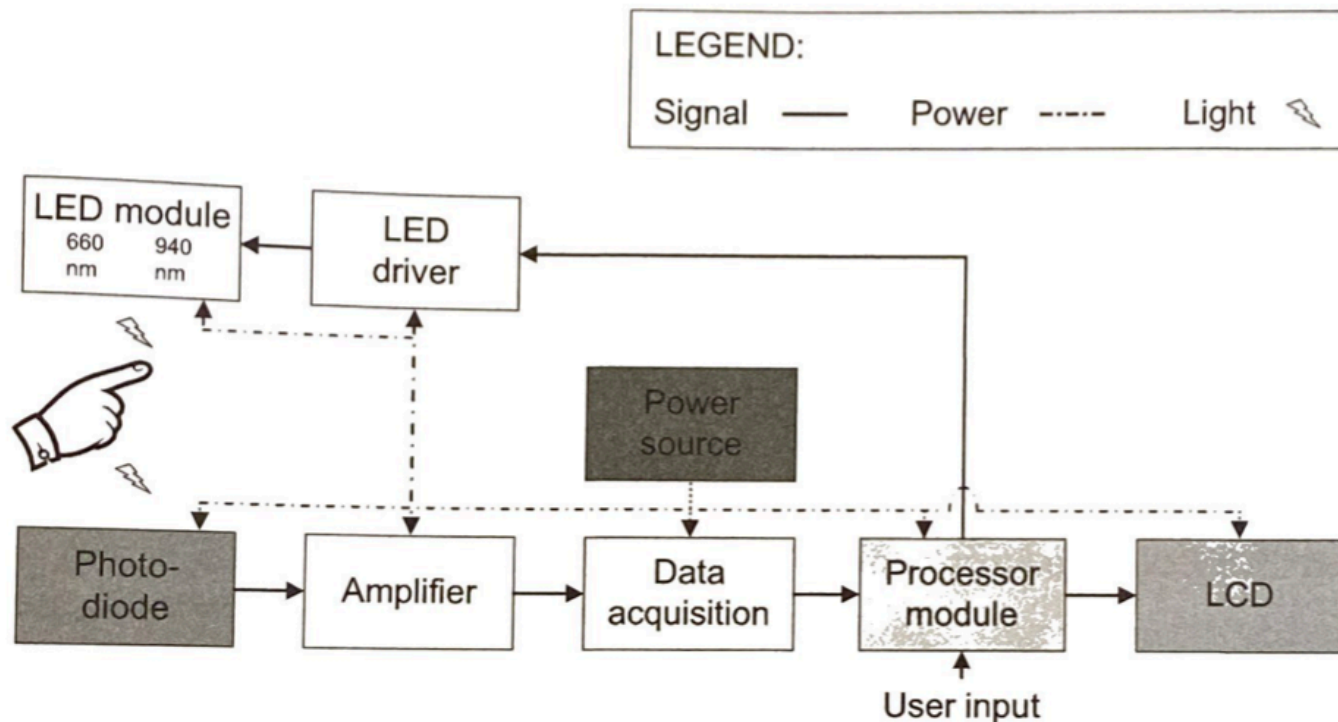 LEGEND:
Signal Power Light
LED module
660 940
nm nm
LED
driver
Power
source
Photo-
diode
Amplifier
Data
acquisition
Processor
module
LCD
User input